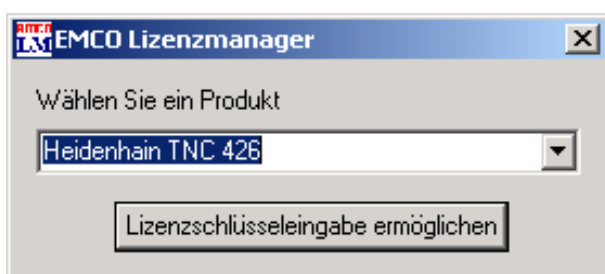 EMCO Lizenzmanager
Wählen Sie ein Produkt
Heidenhain TNC 426
Lizenzschlüsseleingabe ermöglichen